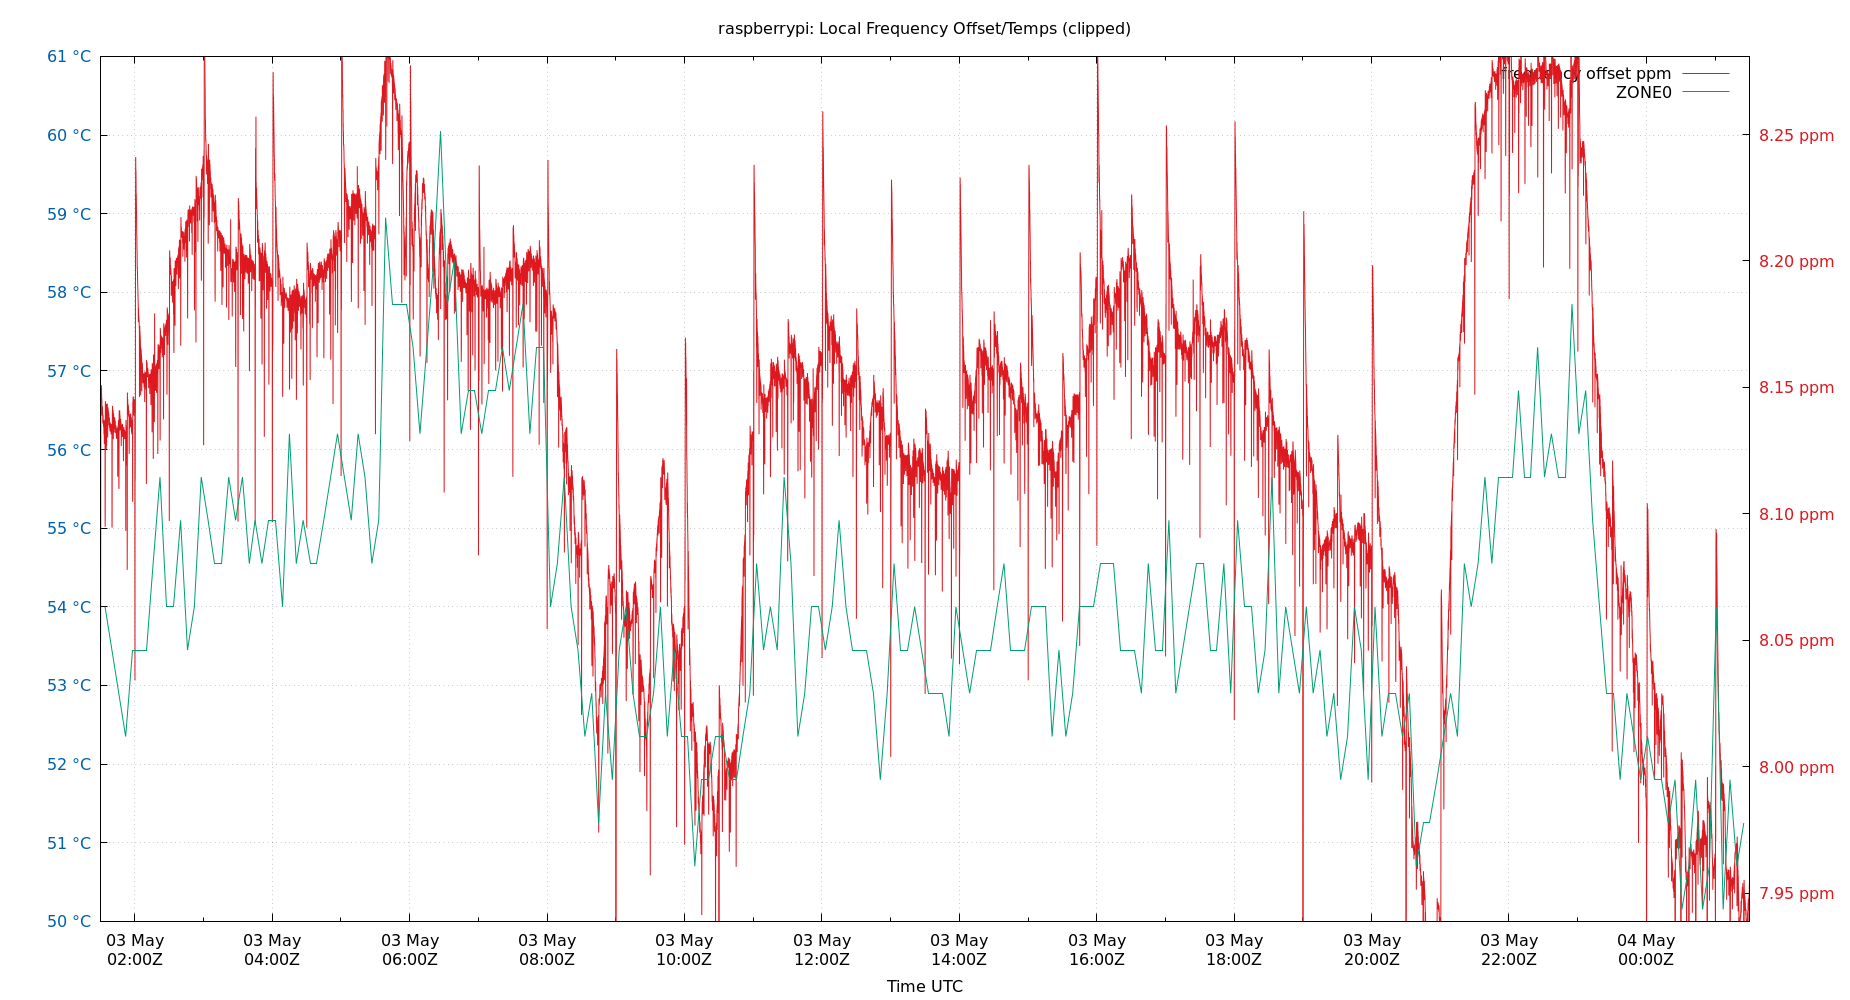 raspberrypi: Local Frequency Offset/Temps (clipped)
61 °C
60 °C
59 °C
58 °C
57 °C
56 °C
55 °C
54 °C
53 °C
52 °C
51 °C
50 °C
frequency offset ppm
ZONE0
8.25 ppm
8.20 ppm
8.15 ppm
8.10 ppm
8.05 ppm
8.00 ppm
7.95 ppm
03 May
02:00Z
03 May
04:00Z
03 May
06:00Z
03 May
08:00Z
03 May
10:00Z
03 May
12:00Z
03 May
14:00Z
03 May
16:00Z
03 May
18:00Z
03 May
20:00Z
03 May
22:00Z
04 May
00:00Z
Time UTC